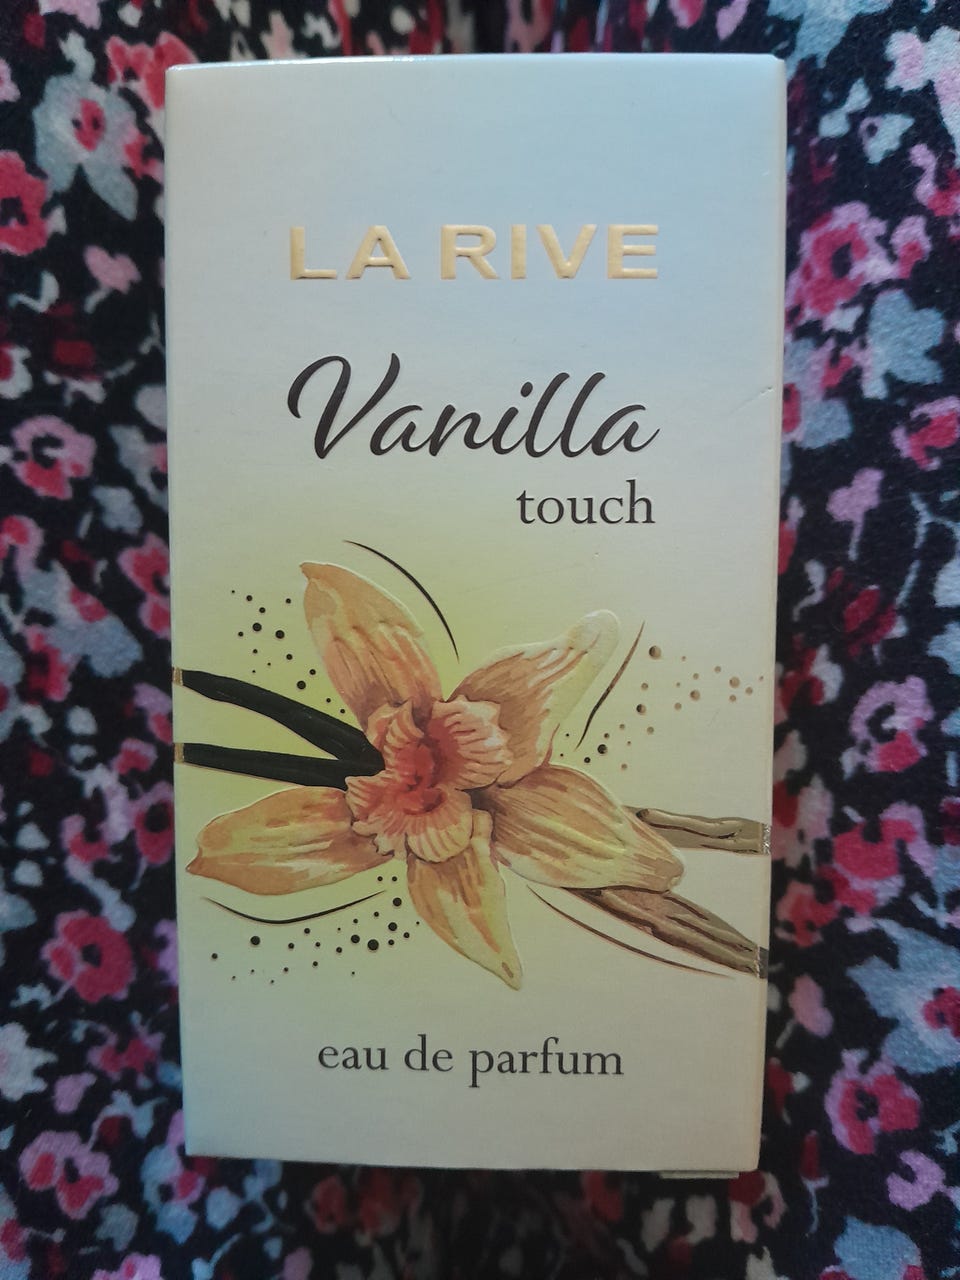 LA RIVE
Vanilla
touch
eau de parfum